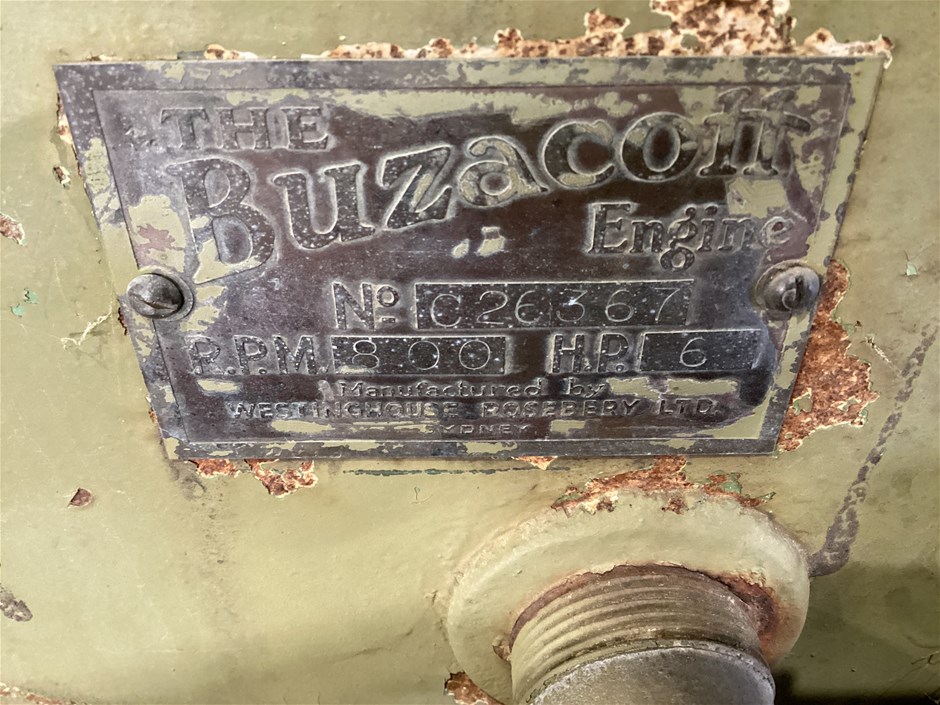 THE
Buzacott
Engine
No. C26367
R.P.M. 800 H.P. 6
Manufactured by
WESTINGHOUSE ROSEBERY LTD.
SYDNEY